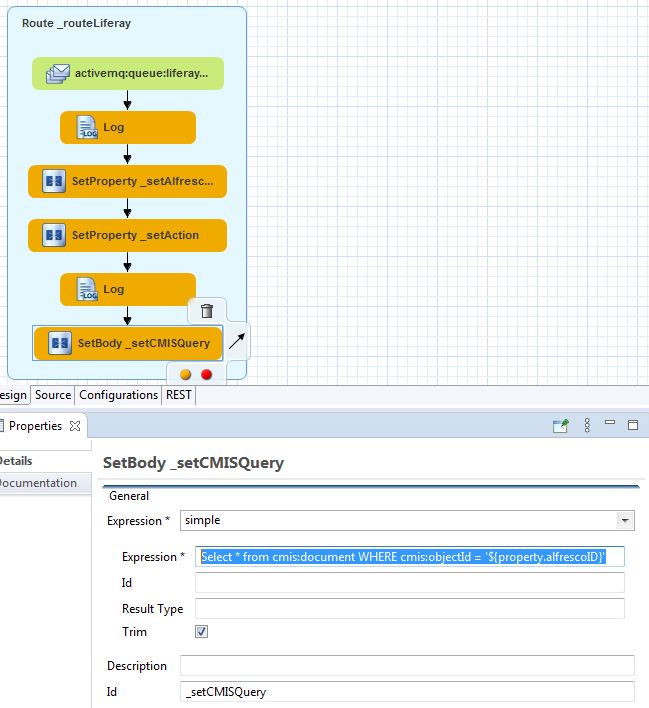 Route _routeLiferay
activemq:queue:liferay...
Log
SetProperty _setAlfresc...
SetProperty _setAction
Log
SetBody _setCMISQuery
esign Source Configurations REST
Properties
Details
Documentation
SetBody _setCMISQuery
General
Expression * simple
Expression * Select * from cmis:document WHERE cmis:objectId = '${property.alfrescoID}'
Id
Result Type
Trim
Description
Id _setCMISQuery